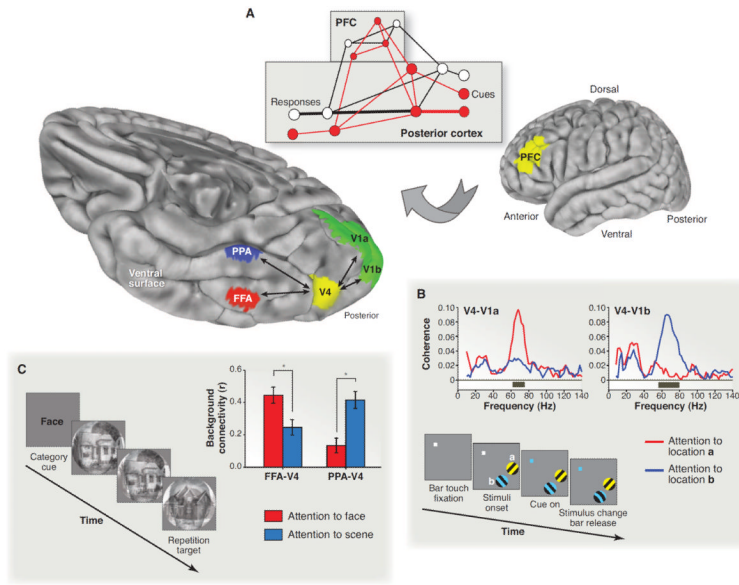 A
PFC
Responses
Cues
Posterior cortex
Dorsal
PFC
Anterior
Posterior
Ventral
V1a
PPA
V1b
Ventral
surface
V4
FFA
Posterior
B
V4-V1a
V4-V1b
Coherence
0.10
0.08
0.06
0.04
0.02
0.00
0 20 40 60 80 100 120 140
Frequency (Hz)
0.10
0.08
0.06
0.04
0.02
0.00
0 20 40 60 80 100 120 140
Frequency (Hz)
a
b
Bar touch
fixation
Stimuli
onset
Cue on
Stimulus change
bar release
Time
Attention to
location a
Attention to
location b
C
Face
Category
cue
Time
Repetition
target
Background
connectivity (r)
0.6
0.4
0.2
0.0
* *
FFA-V4 PPA-V4
Attention to face
Attention to scene